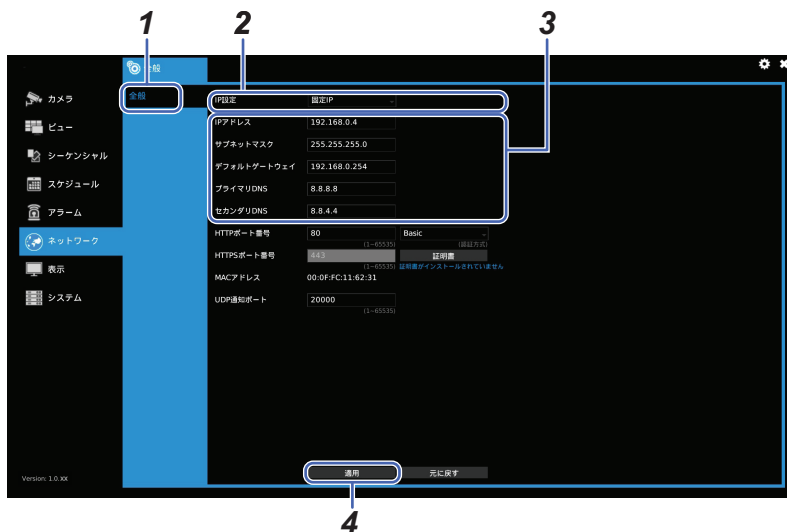 1
2
3
全般
カメラ
ビュー
シーケンシャル
スケジュール
アラーム
ネットワーク
表示
システム
全般
IP設定 固定IP
IPアドレス 192.168.0.4
サブネットマスク 255.255.255.0
デフォルトゲートウェイ 192.168.0.254
プライマリDNS 8.8.8.8
セカンダリDNS 8.8.4.4
HTTPポート番号 80 Basic
(1~65535) (認証方式)
HTTPSポート番号 443 証明書
(1~65535) 証明書がインストールされていません
MACアドレス 00:0F:FC:11:62:31
UDP通知ポート 20000
(1~65535)
適用 元に戻す
Version: 1.0.XX
4